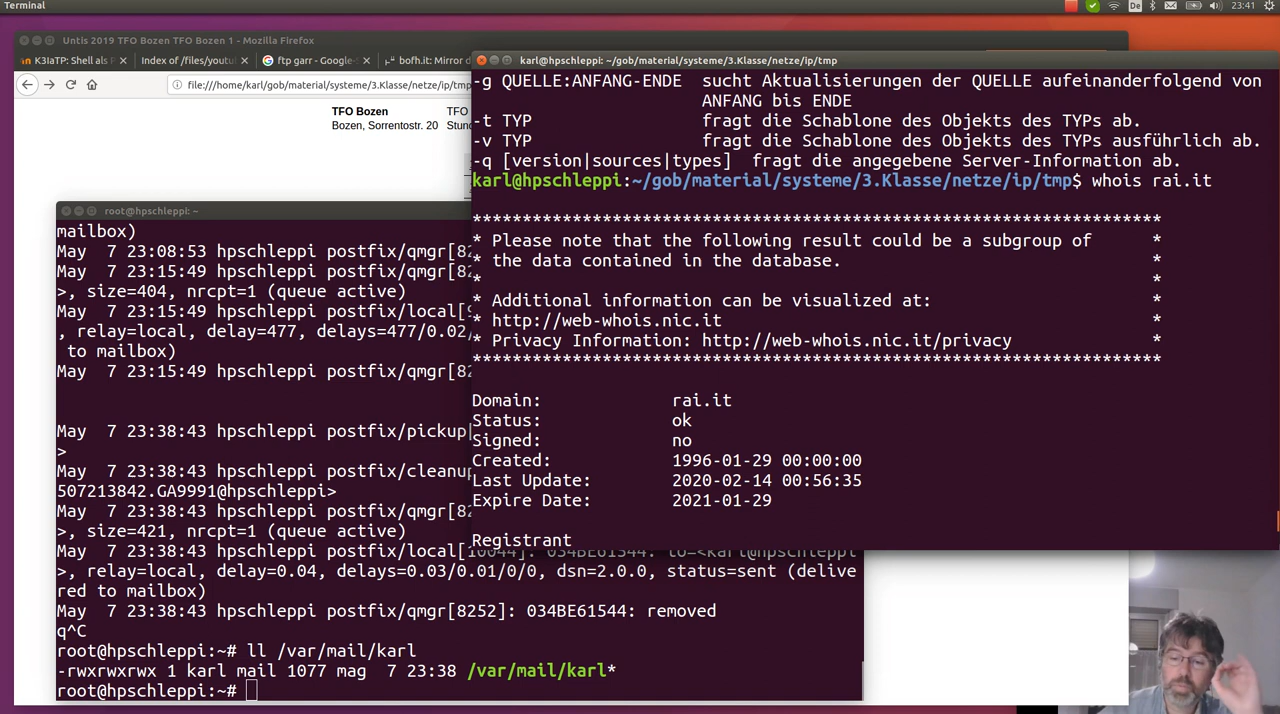 Terminal
De
23:41
Untis 2019 TFO Bozen TFO Bozen 1 - Mozilla Firefox
K3IaTP: Shell als P
Index of /files/youtu
ftp garr - Google-
bofh.it: Mirror d
file:///home/karl/gob/material/systeme/3.Klasse/netze/ip/tmp
TFO Bozen
Bozen, Sorrentostr. 20
TFO
Stun
karl@hpschleppi: ~/gob/material/systeme/3.Klasse/netze/ip/tmp
-g QUELLE:ANFANG-ENDE sucht Aktualisierungen der QUELLE aufeinanderfolgend von
ANFANG bis ENDE
-t TYP fragt die Schablone des Objekts des TYPs ab.
-v TYP fragt die Schablone des Objekts des TYPs ausführlich ab.
-q [version|sources|types] fragt die angegebene Server-Information ab.
karl@hpschleppi:~/gob/material/systeme/3.Klasse/netze/ip/tmp$ whois rai.it
*********************************************************************
* Please note that the following result could be a subgroup of *
* the data contained in the database. *
* *
* Additional information can be visualized at: *
* http://web-whois.nic.it *
* Privacy Information: http://web-whois.nic.it/privacy *
*********************************************************************
Domain: rai.it
Status: ok
Signed: no
Created: 1996-01-29 00:00:00
Last Update: 2020-02-14 00:56:35
Expire Date: 2021-01-29
Registrant
root@hpschleppi: ~
mailbox)
May 7 23:08:53 hpschleppi postfix/qmgr[82
May 7 23:15:49 hpschleppi postfix/qmgr[82
>, size=404, nrcpt=1 (queue active)
May 7 23:15:49 hpschleppi postfix/local[9
, relay=local, delay=477, delays=477/0.02/
to mailbox)
May 7 23:15:49 hpschleppi postfix/qmgr[82
May 7 23:38:43 hpschleppi postfix/pickup[
>
May 7 23:38:43 hpschleppi postfix/cleanup
507213842.GA9991@hpschleppi>
May 7 23:38:43 hpschleppi postfix/qmgr[82
>, size=421, nrcpt=1 (queue active)
May 7 23:38:43 hpschleppi postfix/local[10044]: 034BE61544: to=<karl@hpschleppi
>, relay=local, delay=0.04, delays=0.03/0.01/0/0, dsn=2.0.0, status=sent (delive
red to mailbox)
May 7 23:38:43 hpschleppi postfix/qmgr[8252]: 034BE61544: removed
q^C
root@hpschleppi:~# ll /var/mail/karl
-rwxrwxrwx 1 karl mail 1077 mag 7 23:38 /var/mail/karl*
root@hpschleppi:~#